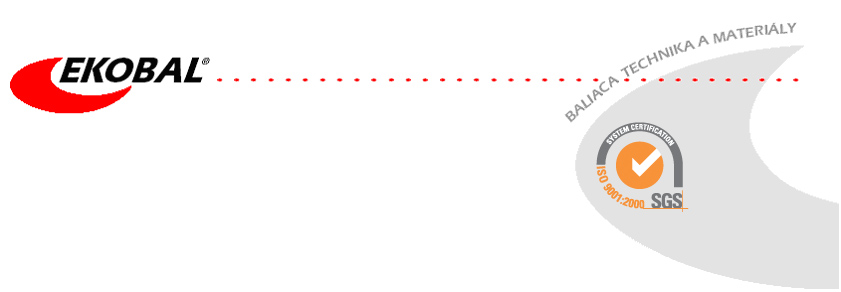 EKOBAL®
BALIACA TECHNIKA A MATERIÁLY
SYSTEM CERTIFICATION
ISO 9001:2000
SGS